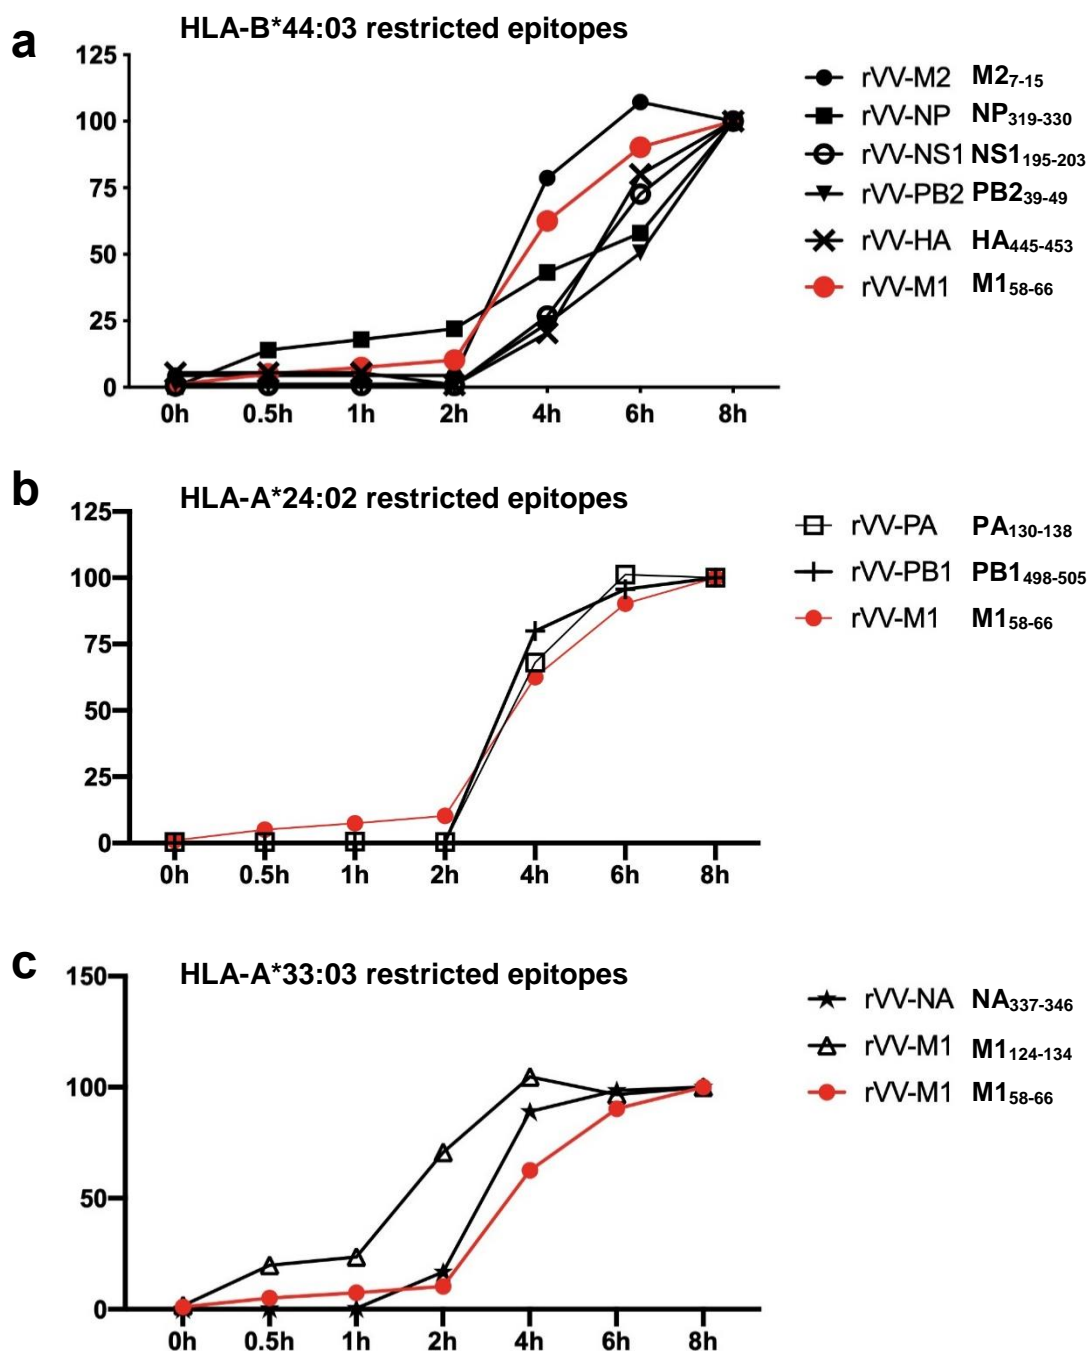 a
HLA-B*44:03 restricted epitopes
125
100
75
50
25
0
0h 0.5h 1h 2h 4h 6h 8h
rVV-M2 M2₇₋₁₅
rVV-NP NP₃₁₉₋₃₃₀
rVV-NS1 NS1₁₉₅₋₂₀₃
rVV-PB2 PB2₃₉₋₄₉
rVV-HA HA₄₄₅₋₄₅₃
rVV-M1 M1₅₈₋₆₆
b
HLA-A*24:02 restricted epitopes
125
100
75
50
25
0
0h 0.5h 1h 2h 4h 6h 8h
rVV-PA PA₁₃₀₋₁₃₈
rVV-PB1 PB1₄₉₈₋₅₀₅
rVV-M1 M1₅₈₋₆₆
c
HLA-A*33:03 restricted epitopes
150
100
50
0
0h 0.5h 1h 2h 4h 6h 8h
rVV-NA NA₃₃₇₋₃₄₆
rVV-M1 M1₁₂₄₋₁₃₄
rVV-M1 M1₅₈₋₆₆